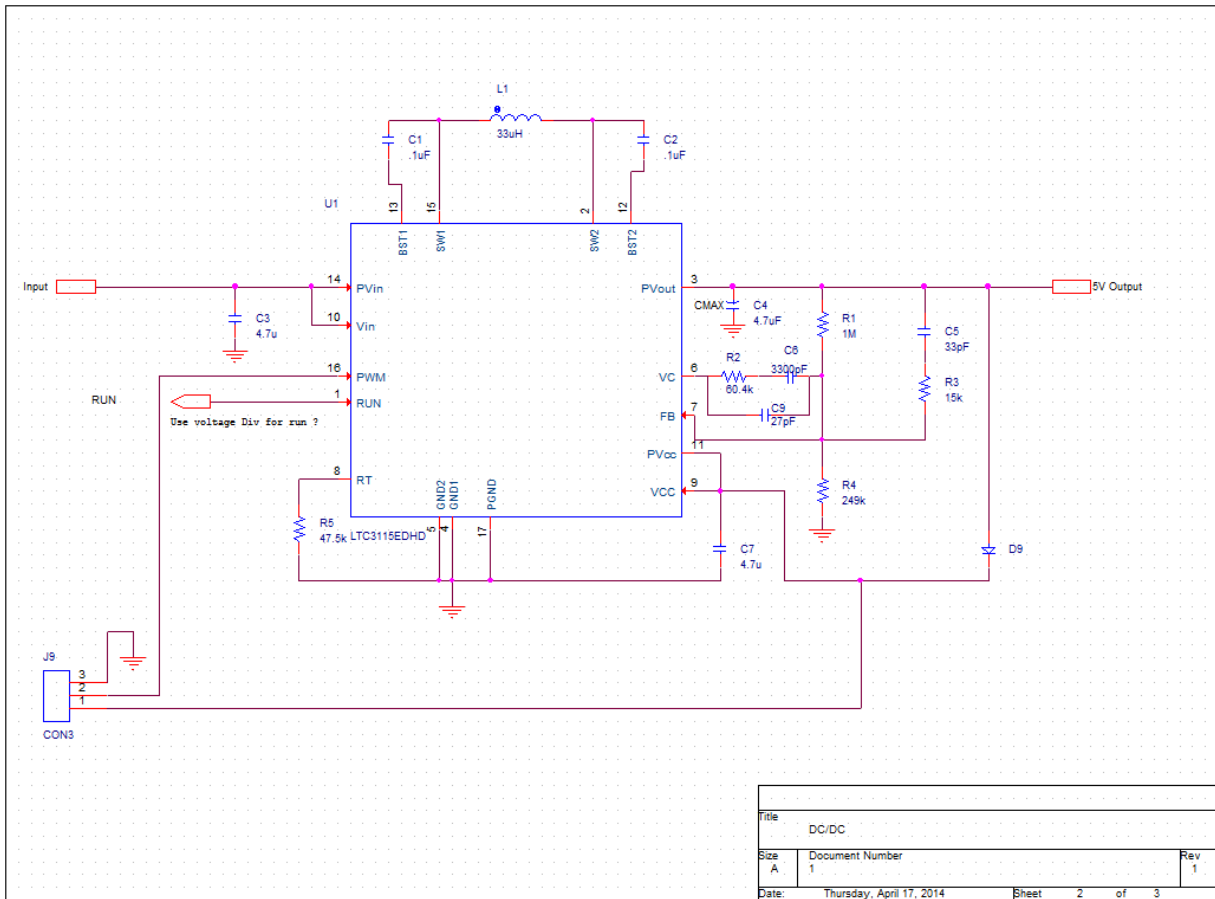 L1
33uH
C1
.1uF
C2
.1uF
U1
13
15
2
12
BST1
SW1
SW2
BST2
Input
14
PVin
PVout
3
5V Output
C3
4.7u
10
Vin
CMAX
C4
4.7uF
R1
1M
C5
33pF
16
PWM
VC
6
R2
60.4k
C6
3300pF
R3
15k
RUN
1
RUN
Use voltage Div for run ?
FB
7
C9
27pF
PVcc
11
8
RT
VCC
9
R4
249k
GND2
GND1
PGND
5
4
17
R5
47.5k
LTC3115EDHD
C7
4.7u
D9
J9
3
2
1
CON3
Title
DC/DC
Size
A
Document Number
1
Rev
1
Date:
Thursday, April 17, 2014
Sheet
2
of
3